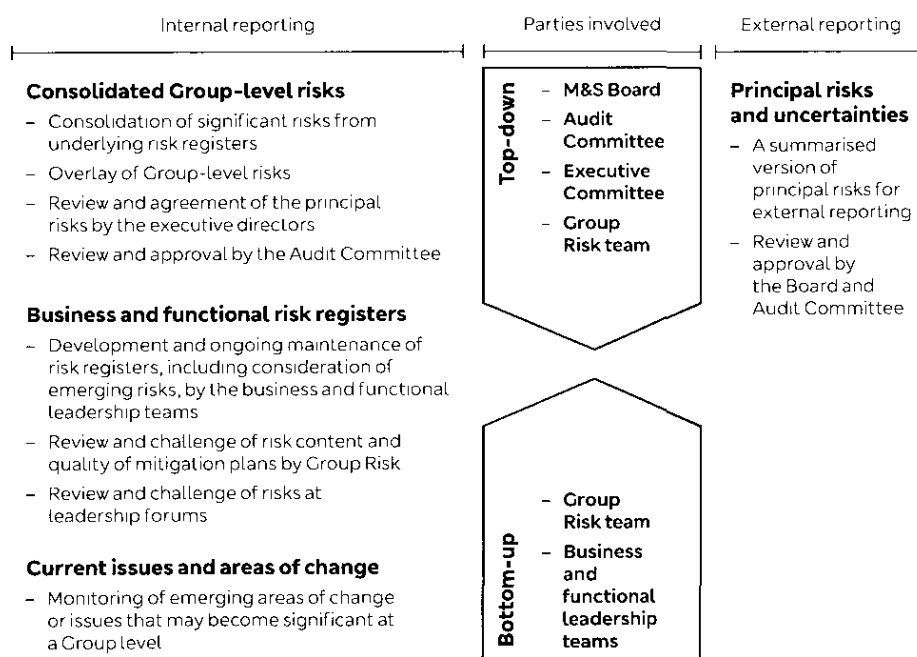 Internal reporting
Parties involved
External reporting
Consolidated Group-level risks
– Consolidation of significant risks from
underlying risk registers
– Overlay of Group-level risks
– Review and agreement of the principal
risks by the executive directors
– Review and approval by the Audit Committee
Business and functional risk registers
– Development and ongoing maintenance of
risk registers, including consideration of
emerging risks, by the business and functional
leadership teams
– Review and challenge of risk content and
quality of mitigation plans by Group Risk
– Review and challenge of risks at
leadership forums
Current issues and areas of change
– Monitoring of emerging areas of change
or issues that may become significant at
a Group level
Top-down
– M&S Board
– Audit
Committee
– Executive
Committee
– Group
Risk team
Bottom-up
– Group
Risk team
– Business
and
functional
leadership
teams
Principal risks
and uncertainties
– A summarised
version of
principal risks for
external reporting
– Review and
approval by
the Board and
Audit Committee